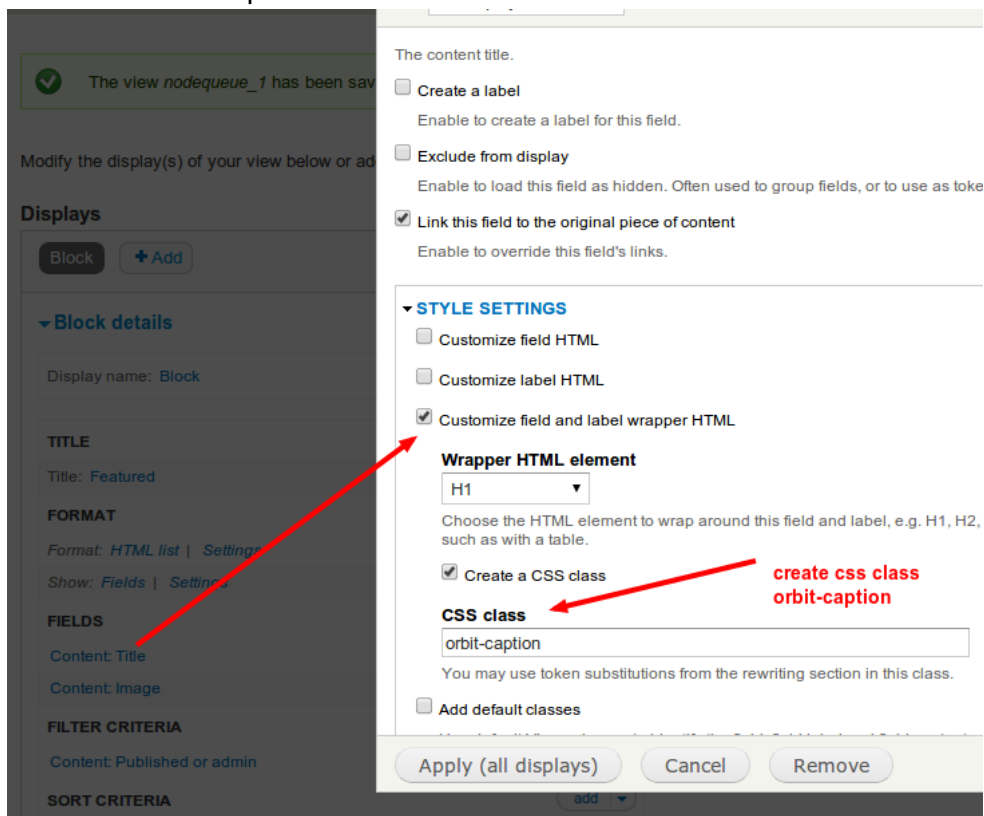 The view nodequeue_1 has been sav
Modify the display(s) of your view below or ad
Displays
Block
Add
Block details
Display name: Block
TITLE
Title: Featured
FORMAT
Format: HTML list | Settings
Show: Fields | Settings
FIELDS
Content: Title
Content: Image
FILTER CRITERIA
Content: Published or admin
SORT CRITERIA
add
The content title.
Create a label
Enable to create a label for this field.
Exclude from display
Enable to load this field as hidden. Often used to group fields, or to use as toke
Link this field to the original piece of content
Enable to override this field's links.
STYLE SETTINGS
Customize field HTML
Customize label HTML
Customize field and label wrapper HTML
Wrapper HTML element
H1
Choose the HTML element to wrap around this field and label, e.g. H1, H2,
such as with a table.
Create a CSS class
create css class
orbit-caption
CSS class
orbit-caption
You may use token substitutions from the rewriting section in this class.
Add default classes
Apply (all displays)
Cancel
Remove